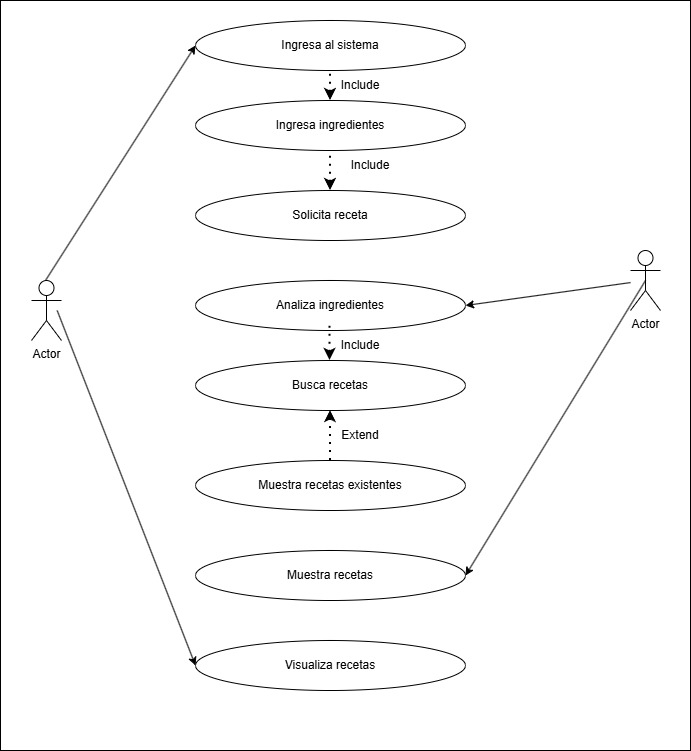 Ingresa al sistema
Include
Ingresa ingredientes
Include
Solicita receta
Actor
Analiza ingredientes
Actor
Include
Busca recetas
Extend
Muestra recetas existentes
Muestra recetas
Visualiza recetas